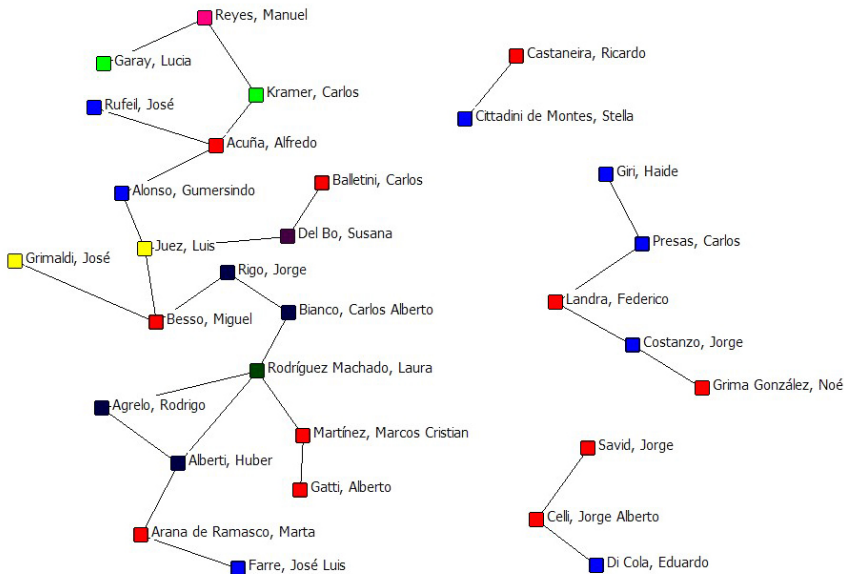 Reyes, Manuel
Castaneira, Ricardo
Garay, Lucia
Kramer, Carlos
Rufeil, José
Cittadini de Montes, Stella
Acuña, Alfredo
Giri, Haide
Balletini, Carlos
Alonso, Gumersindo
Del Bo, Susana
Presas, Carlos
Juez, Luis
Grimaldi, José
Rigo, Jorge
Landra, Federico
Bianco, Carlos Alberto
Besso, Miguel
Costanzo, Jorge
Rodríguez Machado, Laura
Grima González, Noé
Agrelo, Rodrigo
Martínez, Marcos Cristian
Savid, Jorge
Alberti, Huber
Gatti, Alberto
Celli, Jorge Alberto
Arana de Ramasco, Marta
Di Cola, Eduardo
Farre, José Luis